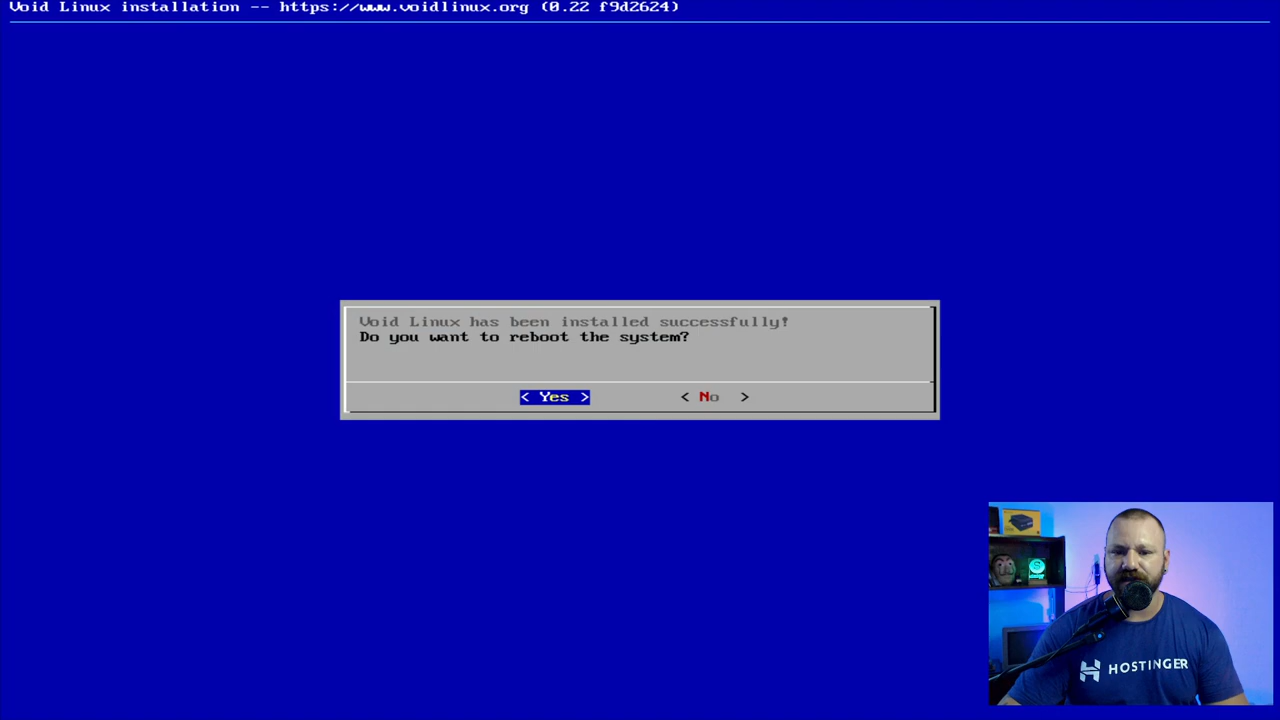 Void Linux installation -- https://www.voidlinux.org (0.22 f9d2624)
Void Linux has been installed successfully!
Do you want to reboot the system?
< Yes > < No >
HOSTINGER